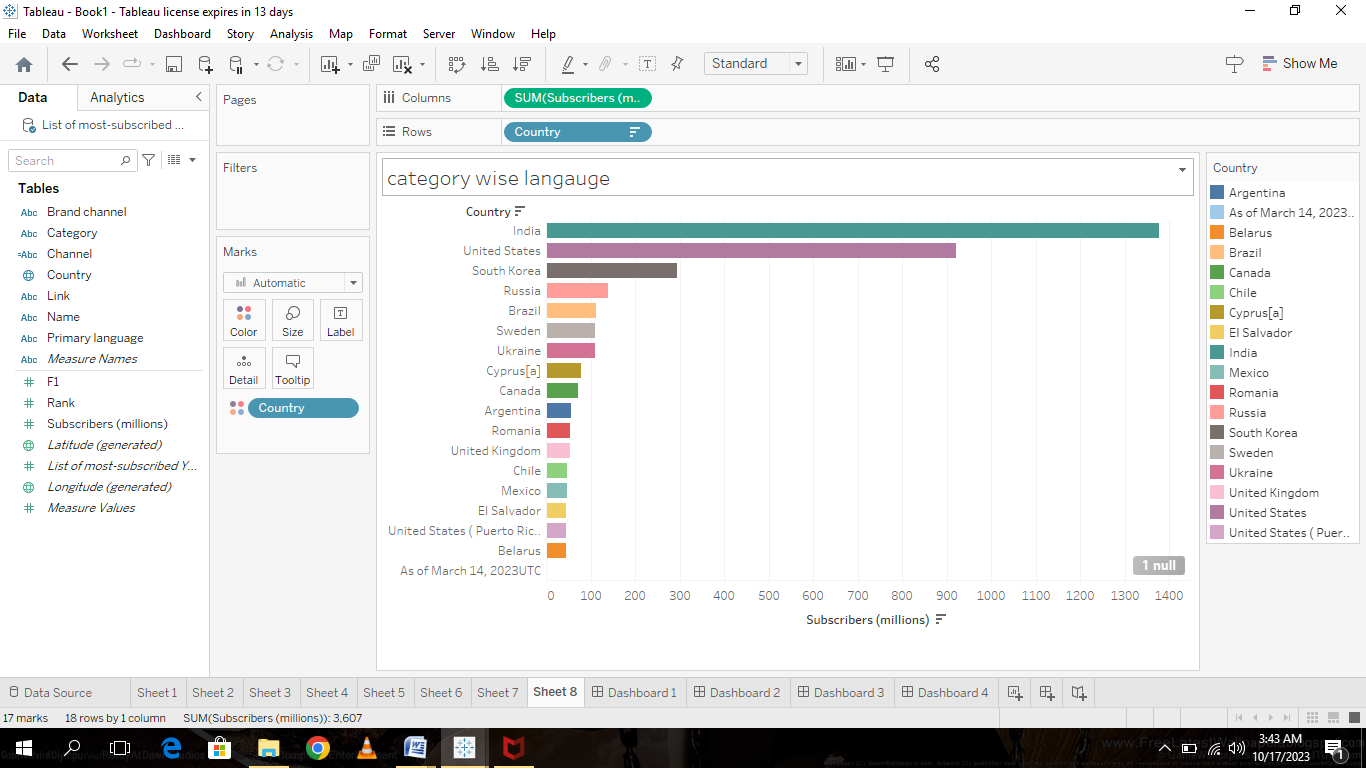 Tableau - Book1 - Tableau license expires in 13 days
File Data Worksheet Dashboard Story Analysis Map Format Server Window Help
Standard
Show Me
Data Analytics
List of most-subscribed ...
Search
Tables
Abc Brand channel
Abc Category
=Abc Channel
Country
Abc Link
Abc Name
Abc Primary language
Abc Measure Names
F1
Rank
Subscribers (millions)
Latitude (generated)
List of most-subscribed Y...
Longitude (generated)
Measure Values
Pages
Filters
Marks
Automatic
Color Size Label
Detail Tooltip
Country
Columns SUM(Subscribers (m..
Rows Country
category wise langauge
Country
India
United States
South Korea
Russia
Brazil
Sweden
Ukraine
Cyprus[a]
Canada
Argentina
Romania
United Kingdom
Chile
Mexico
El Salvador
United States ( Puerto Ric..
Belarus
As of March 14, 2023UTC
1 null
0 100 200 300 400 500 600 700 800 900 1000 1100 1200 1300 1400
Subscribers (millions)
Country
Argentina
As of March 14, 2023..
Belarus
Brazil
Canada
Chile
Cyprus[a]
El Salvador
India
Mexico
Romania
Russia
South Korea
Sweden
Ukraine
United Kingdom
United States
United States ( Puer..
Data Source Sheet 1 Sheet 2 Sheet 3 Sheet 4 Sheet 5 Sheet 6 Sheet 7 Sheet 8 Dashboard 1 Dashboard 2 Dashboard 3 Dashboard 4
17 marks 18 rows by 1 column SUM(Subscribers (millions)): 3,607
3:43 AM
10/17/2023
1